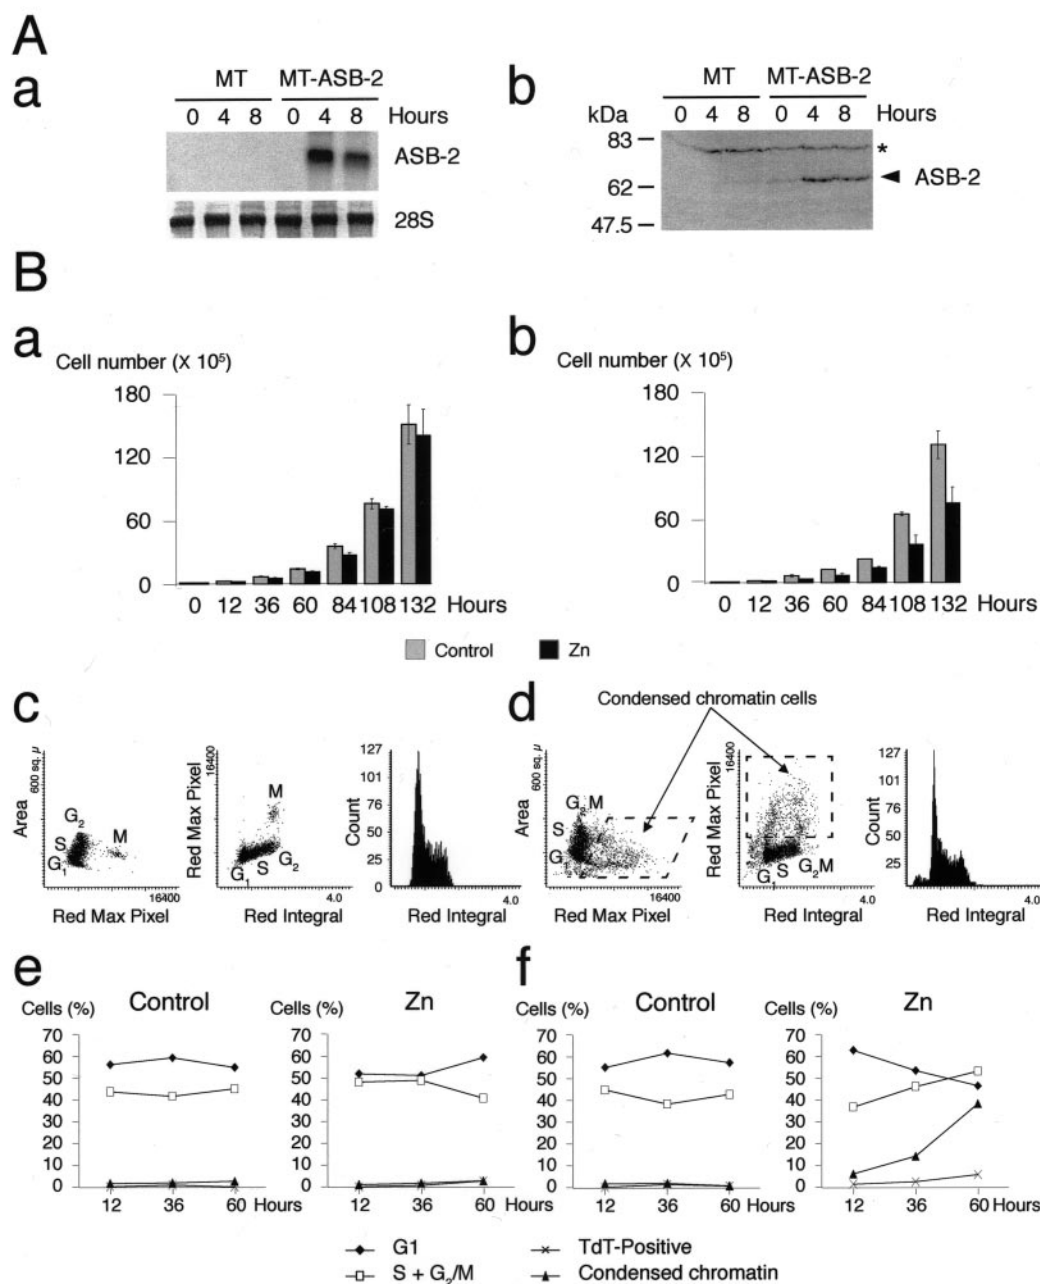 A
a
MT MT-ASB-2
0 4 8 0 4 8 Hours
ASB-2
28S
b
MT MT-ASB-2
kDa 0 4 8 0 4 8 Hours
83
62
47.5
*
ASB-2
B
a
Cell number (X 10⁵)
180
120
60
0
0 12 36 60 84 108 132 Hours
b
Cell number (X 10⁵)
180
120
60
0
0 12 36 60 84 108 132 Hours
Control Zn
c
600 sq. µ
Area
G₂
S
G₁
M
16400
Red Max Pixel
16400
Red Max Pixel
M
S
G₁
G₂
4.0
Red Integral
127
101
76
50
25
0
Count
4.0
Red Integral
d
Condensed chromatin cells
600 sq. µ
Area
G₂M
S
G₁
16400
Red Max Pixel
16400
Red Max Pixel
S
G₁
G₂M
4.0
Red Integral
127
101
76
50
25
0
Count
4.0
Red Integral
e
Cells (%) Control
70
60
50
40
30
20
10
0
12 36 60 Hours
Cells (%) Zn
70
60
50
40
30
20
10
0
12 36 60 Hours
f
Cells (%) Control
70
60
50
40
30
20
10
0
12 36 60 Hours
Cells (%) Zn
70
60
50
40
30
20
10
0
12 36 60 Hours
G1
S + G₂/M
TdT-Positive
Condensed chromatin